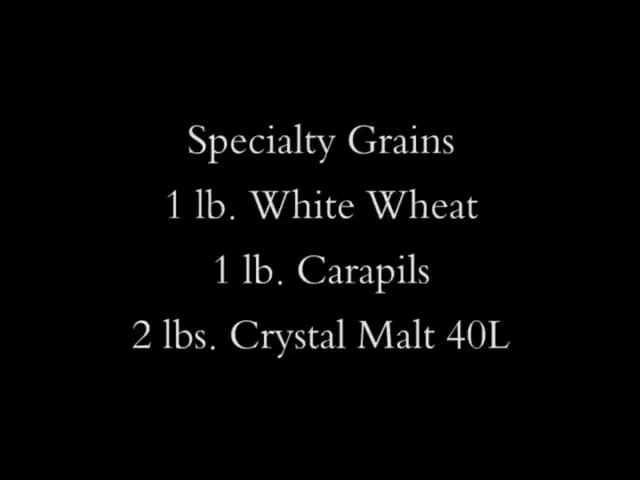 Specialty Grains
1 lb. White Wheat
1 lb. Carapils
2 lbs. Crystal Malt 40L